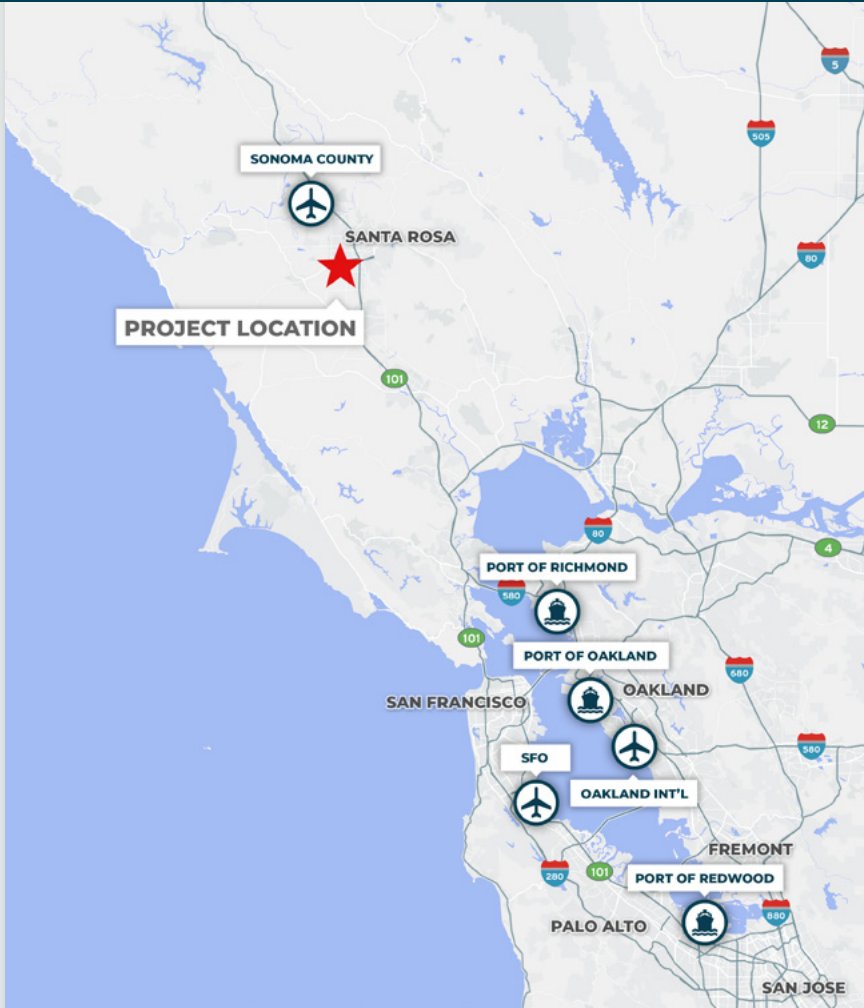 5
505
SONOMA COUNTY
SANTA ROSA
80
PROJECT LOCATION
101
12
80
4
PORT OF RICHMOND
580
101
PORT OF OAKLAND
680
OAKLAND
SAN FRANCISCO
580
SFO
OAKLAND INT'L
FREMONT
280
101
PORT OF REDWOOD
880
PALO ALTO
SAN JOSE